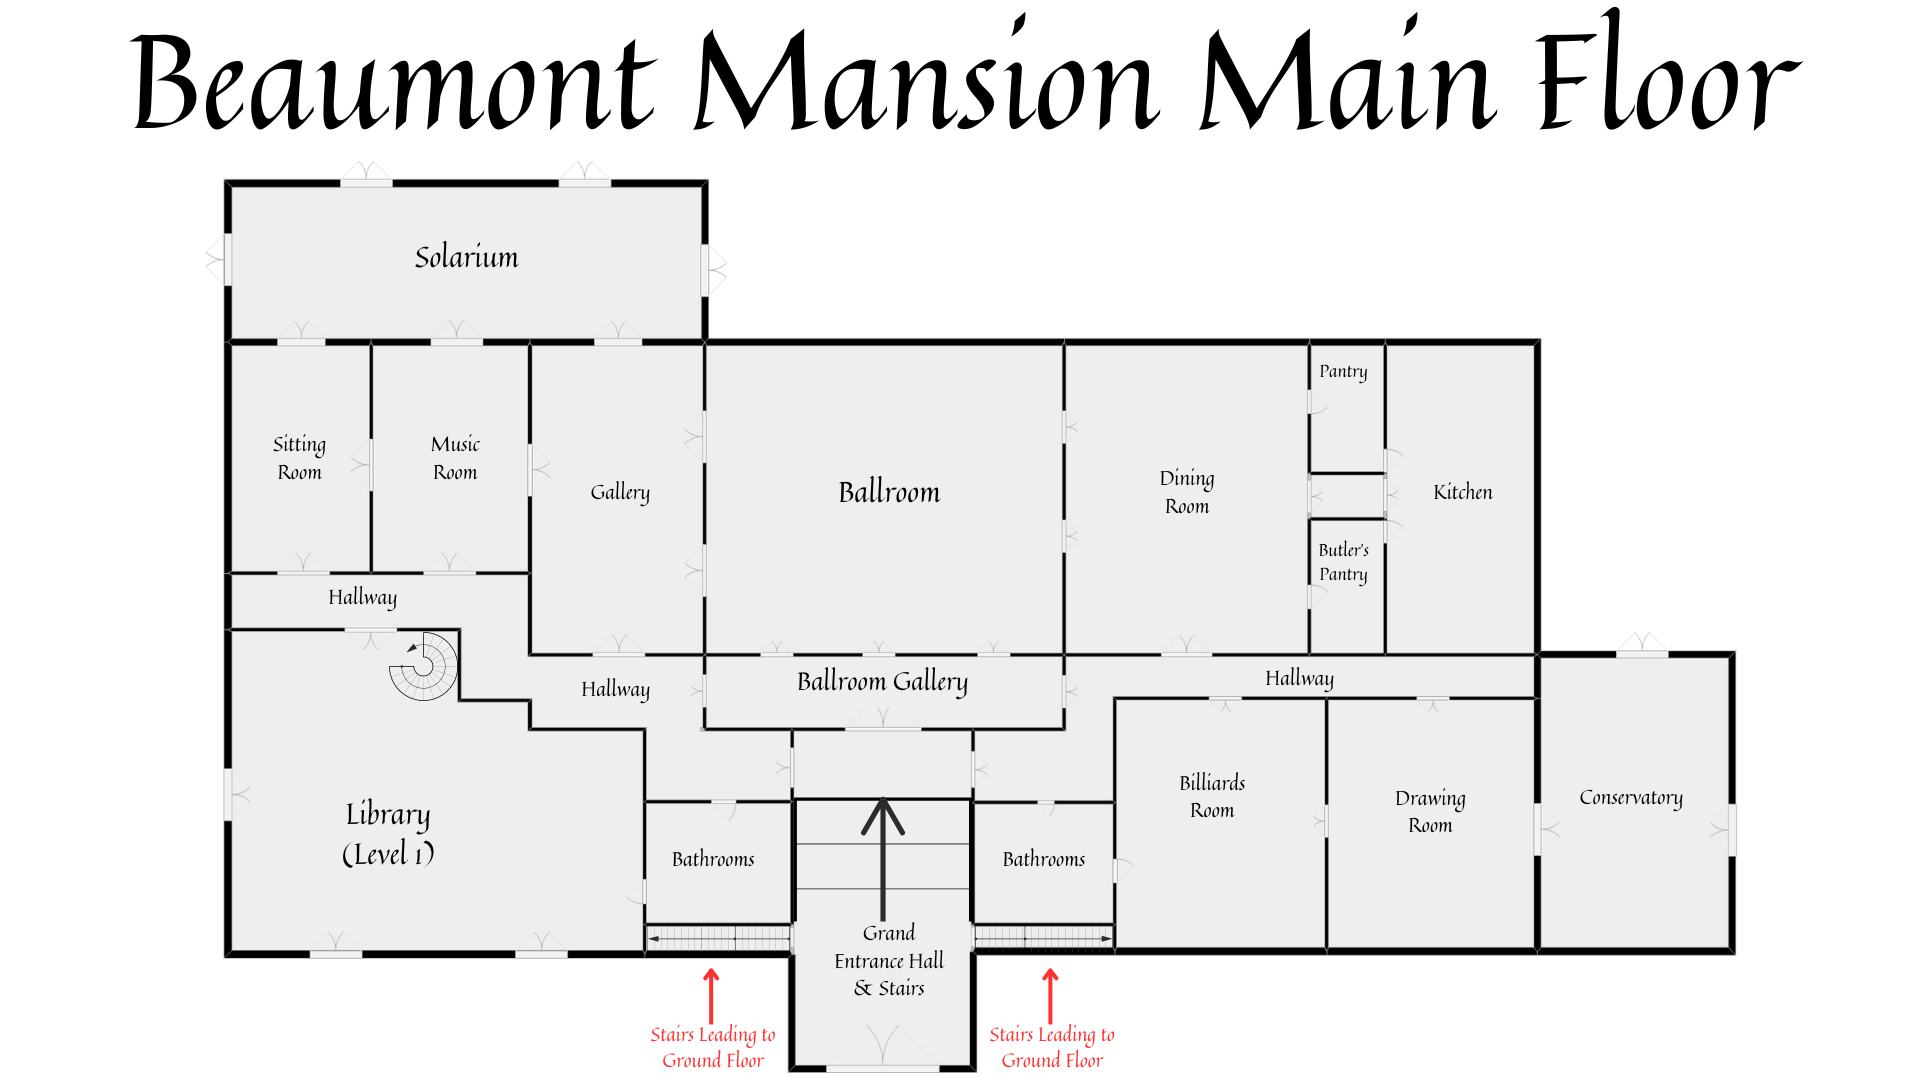 Beaumont Mansion Main Floor
Solarium
Pantry
Sitting
Room
Music
Room
Gallery
Ballroom
Dining
Room
Kitchen
Butler's
Pantry
Hallway
Hallway
Ballroom Gallery
Hallway
Library
(Level 1)
Billiards
Room
Drawing
Room
Conservatory
Bathrooms
Bathrooms
Grand
Entrance Hall
& Stairs
Stairs Leading to
Ground Floor
Stairs Leading to
Ground Floor